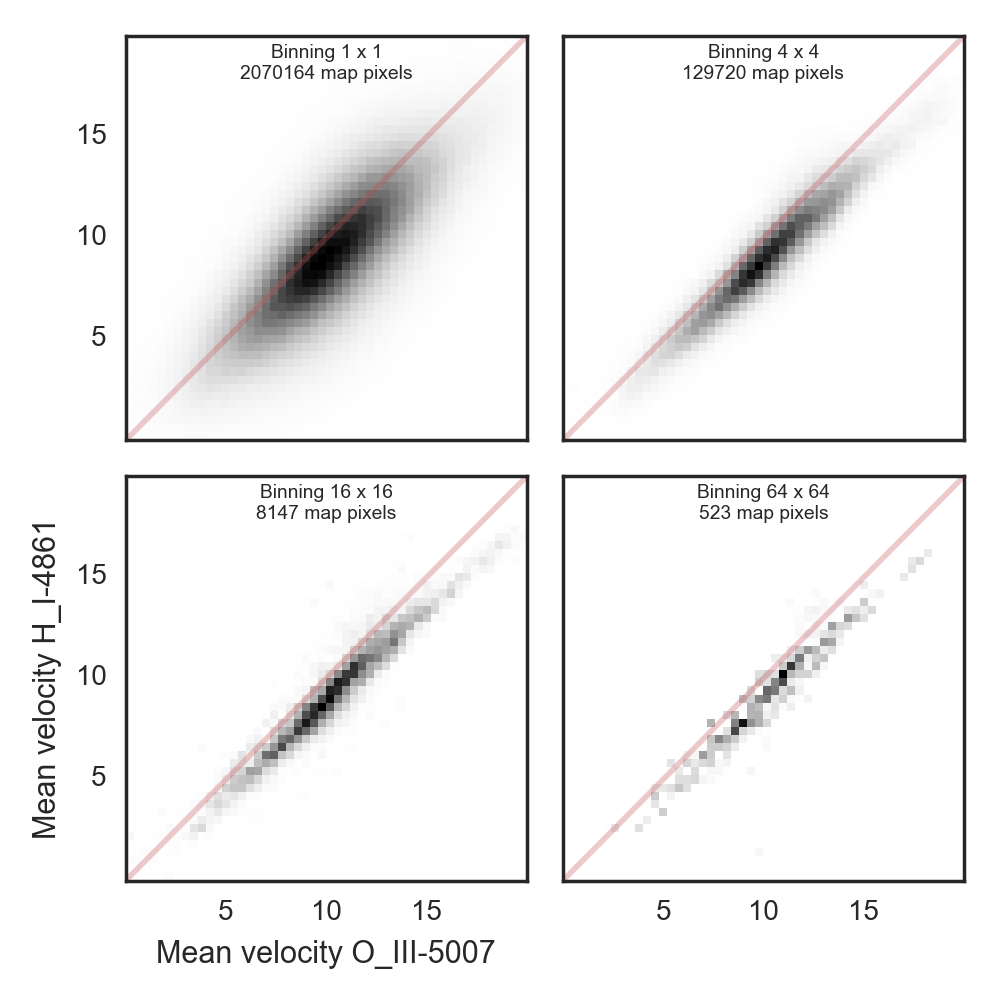 Binning 1 x 1
2070164 map pixels
Binning 4 x 4
129720 map pixels
15
10
5
Binning 16 x 16
8147 map pixels
Binning 64 x 64
523 map pixels
15
10
5
Mean velocity H_I-4861
5 10 15
5 10 15
Mean velocity O_III-5007